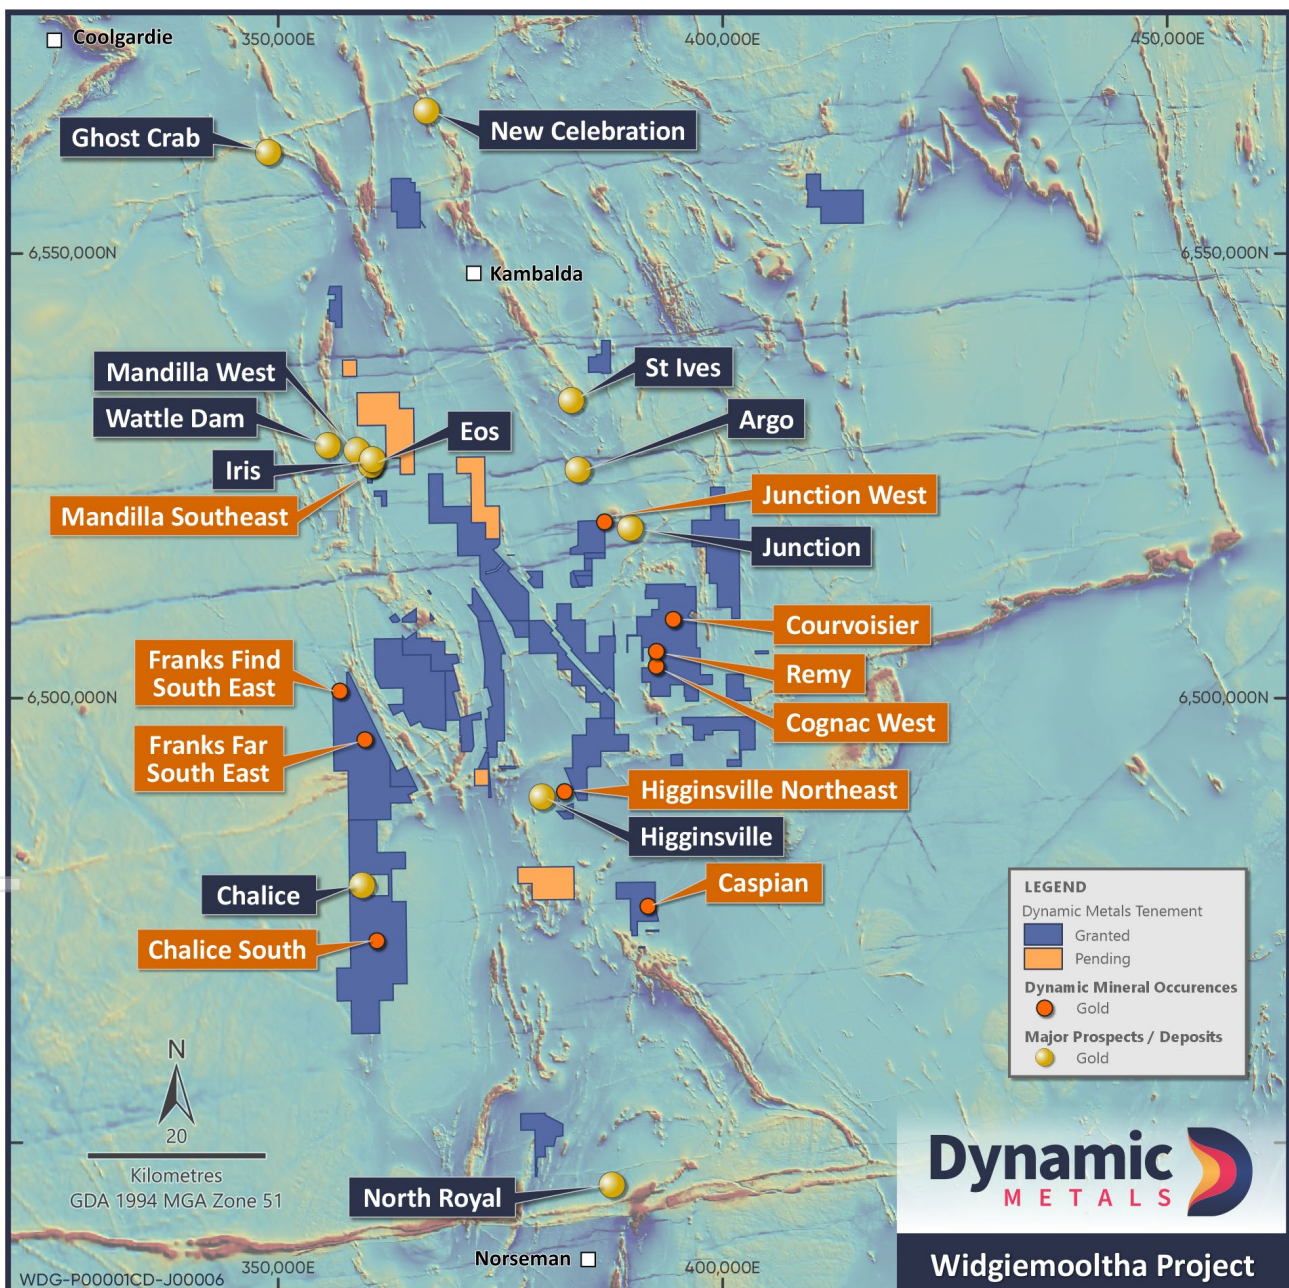 Coolgardie
350,000E
400,000E
450,000E
Ghost Crab
New Celebration
6,550,000N
6,550,000N
Kambalda
Mandilla West
St Ives
Wattle Dam
Eos
Argo
Iris
Mandilla Southeast
Junction West
Junction
Courvoisier
Franks Find
South East
Remy
6,500,000N
6,500,000N
Cognac West
Franks Far
South East
Higginsville Northeast
Higginsville
Chalice
Caspian
Chalice South
LEGEND
Dynamic Metals Tenement
Granted
Pending
Dynamic Mineral Occurences
Gold
Major Prospects / Deposits
Gold
N
20
Kilometres
GDA 1994 MGA Zone 51
North Royal
Dynamic
METALS
Norseman
Widgiemooltha Project
350,000E
400,000E
WDG-P00001CD-J00006